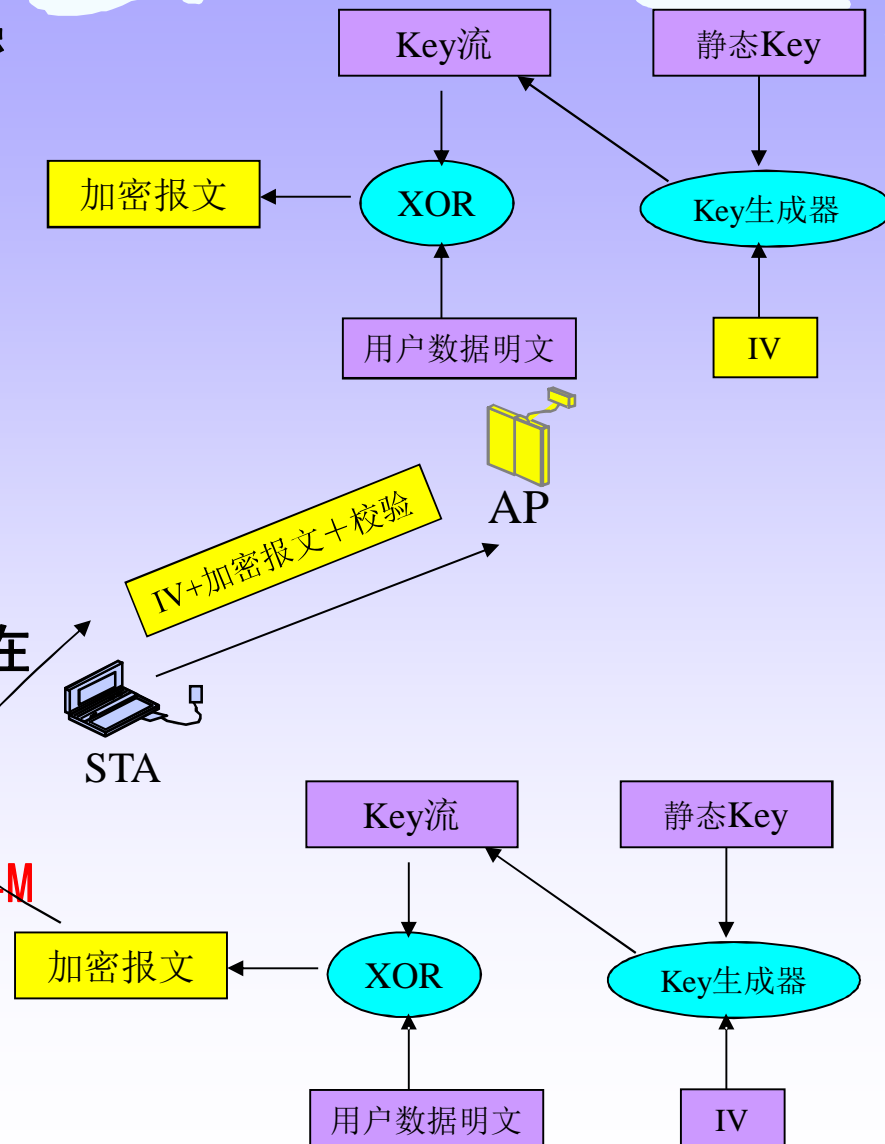 Key流
静态Key
加密报文
XOR
Key生成器
用户数据明文
IV
AP
IV+加密报文＋校验
在
STA
Key流
静态Key
M
加密报文
XOR
Key生成器
用户数据明文
IV